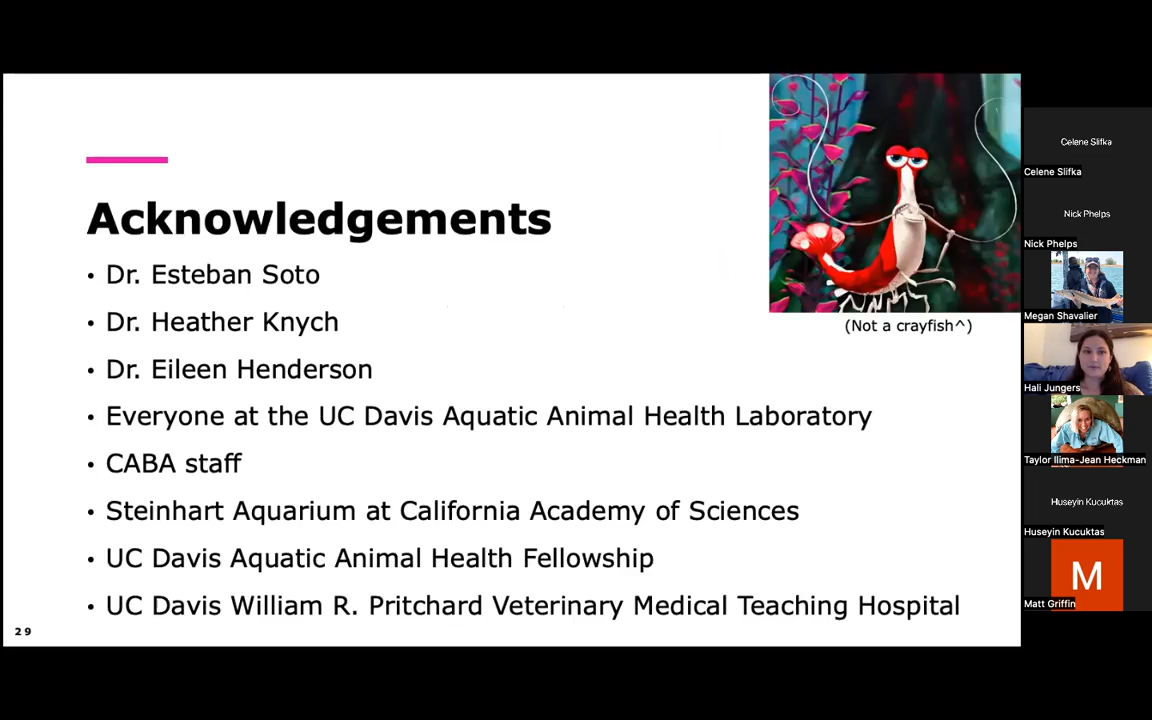 Acknowledgements
• Dr. Esteban Soto
• Dr. Heather Knych
• Dr. Eileen Henderson
• Everyone at the UC Davis Aquatic Animal Health Laboratory
• CABA staff
• Steinhart Aquarium at California Academy of Sciences
• UC Davis Aquatic Animal Health Fellowship
• UC Davis William R. Pritchard Veterinary Medical Teaching Hospital
29
(Not a crayfish^)
Celene Slifka
Celene Slifka
Nick Phelps
Nick Phelps
Megan Shavalier
Hali Jungers
Taylor Ilima-Jean Heckman
Huseyin Kucuktas
Huseyin Kucuktas
M
Matt Griffin